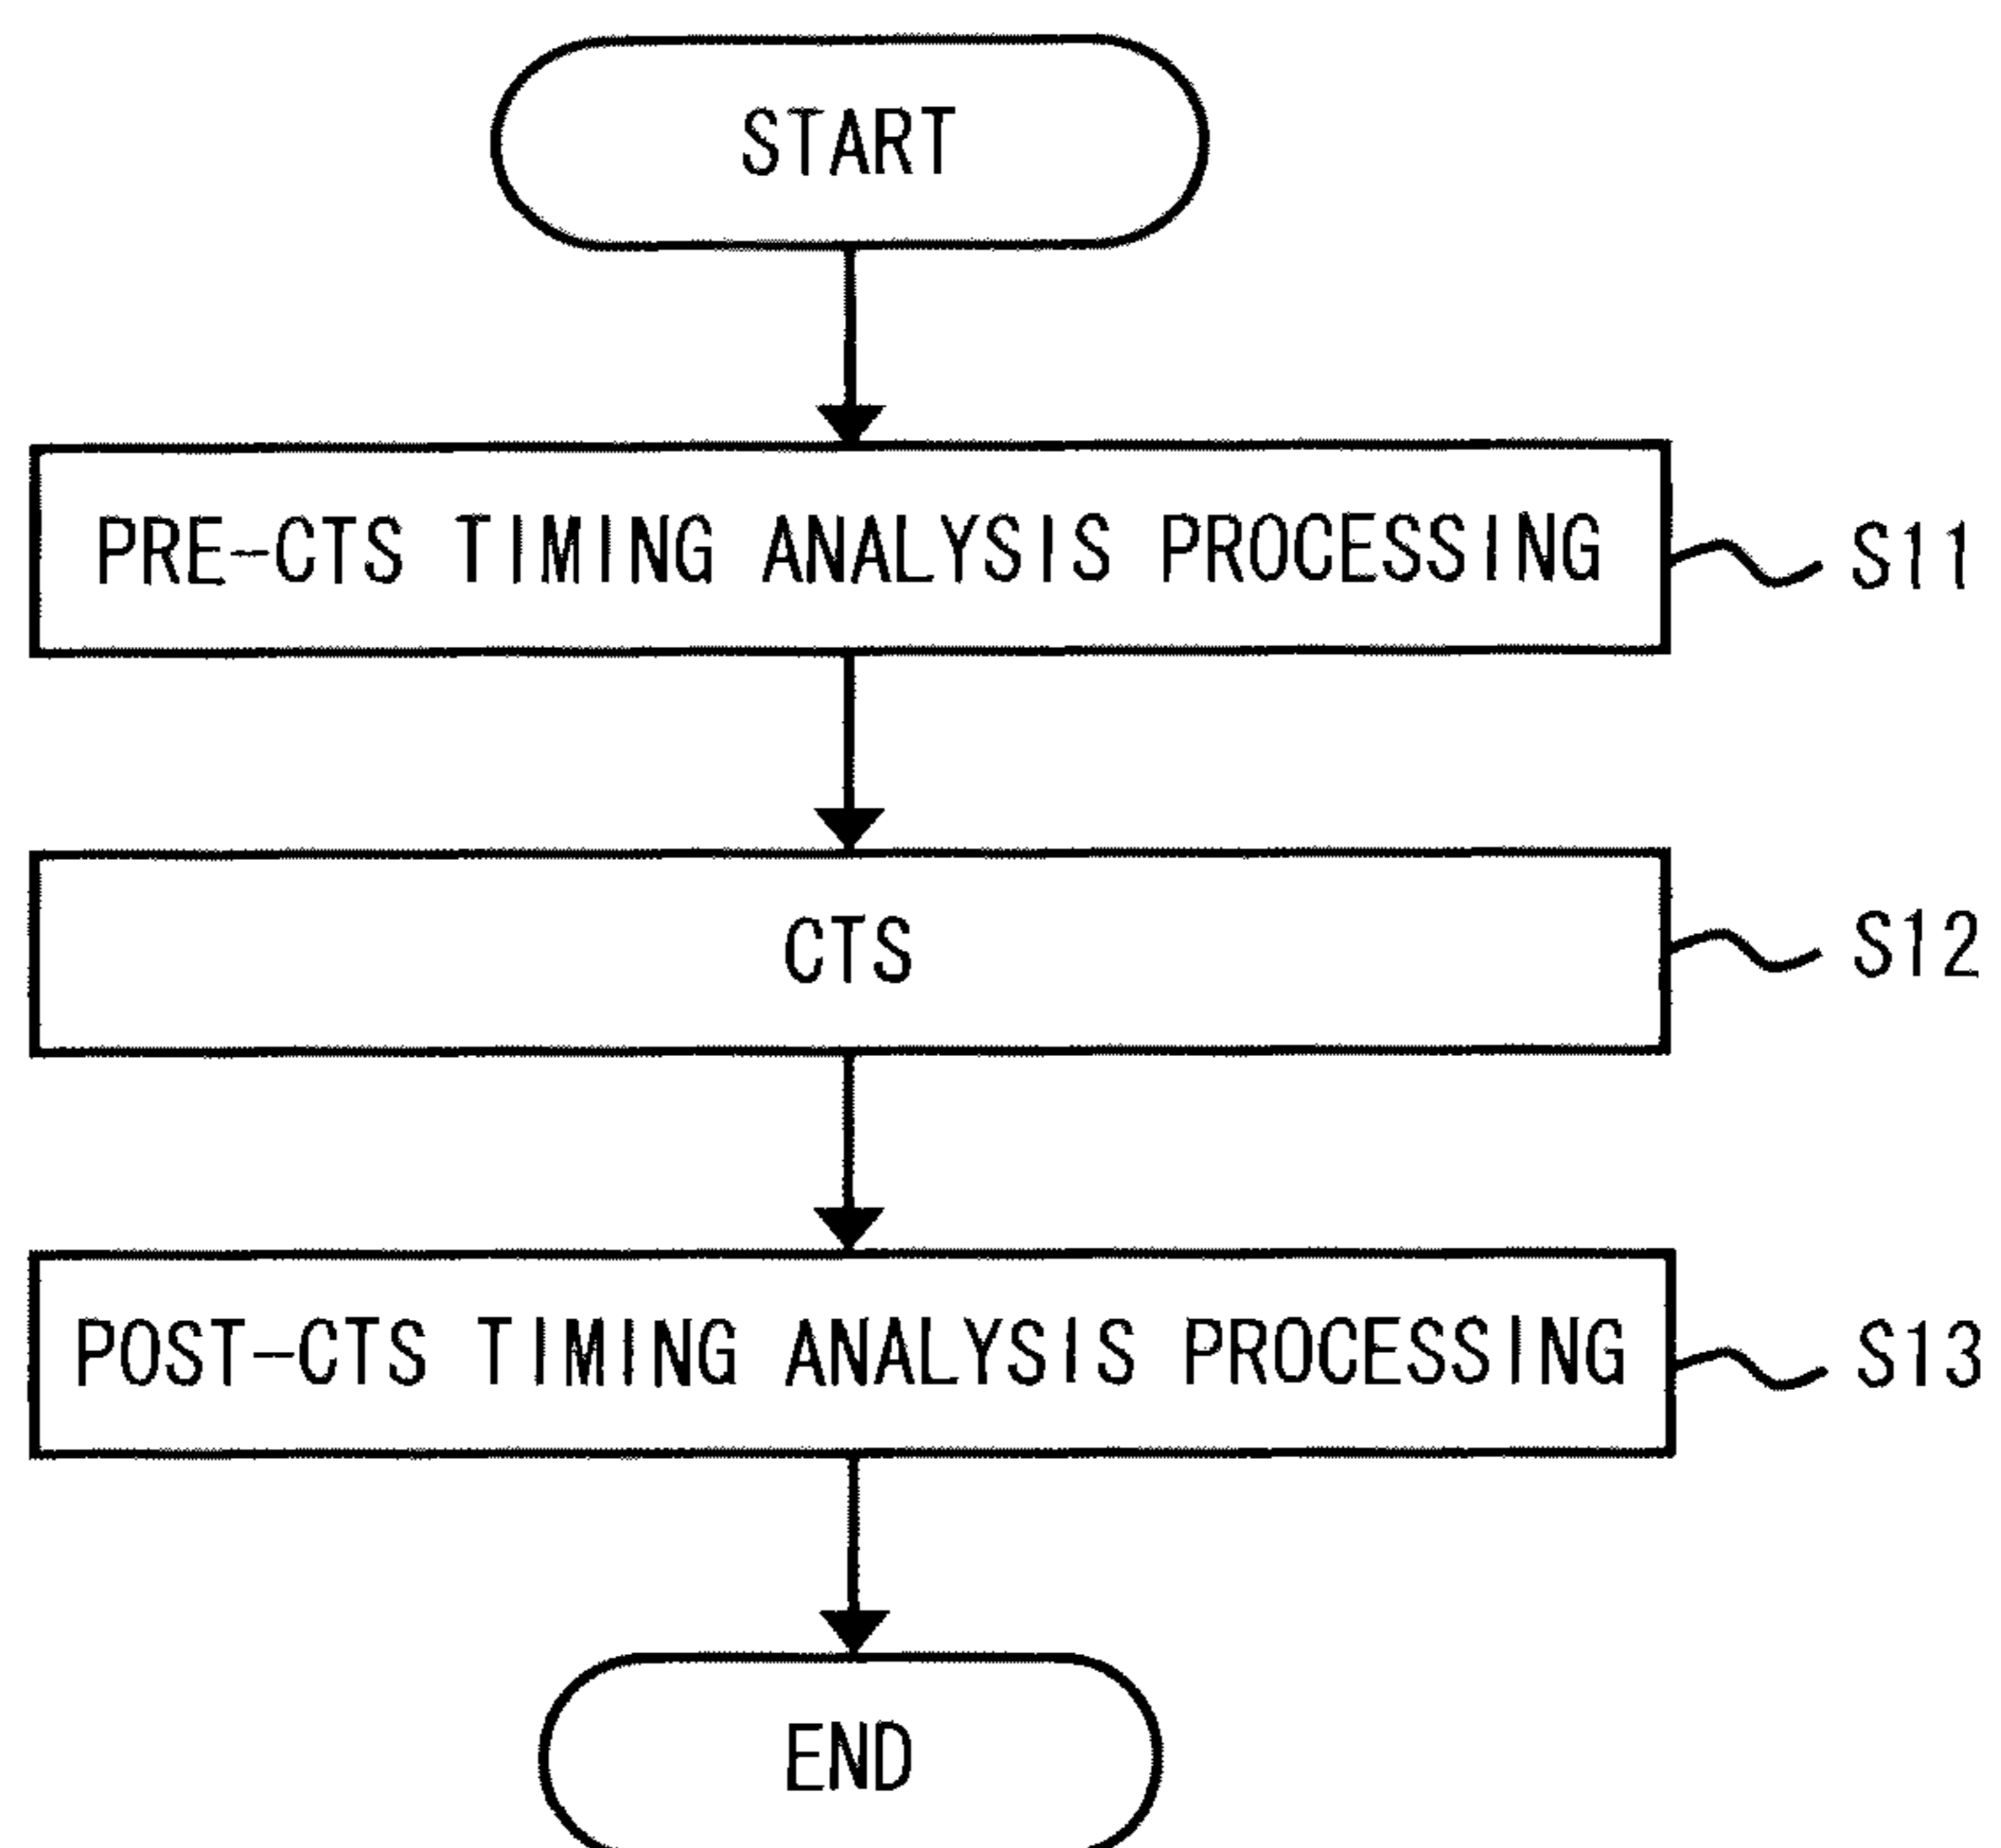 START
PRE-CTS TIMING ANALYSIS PROCESSING
S11
CTS
S12
POST-CTS TIMING ANALYSIS PROCESSING
S13
END